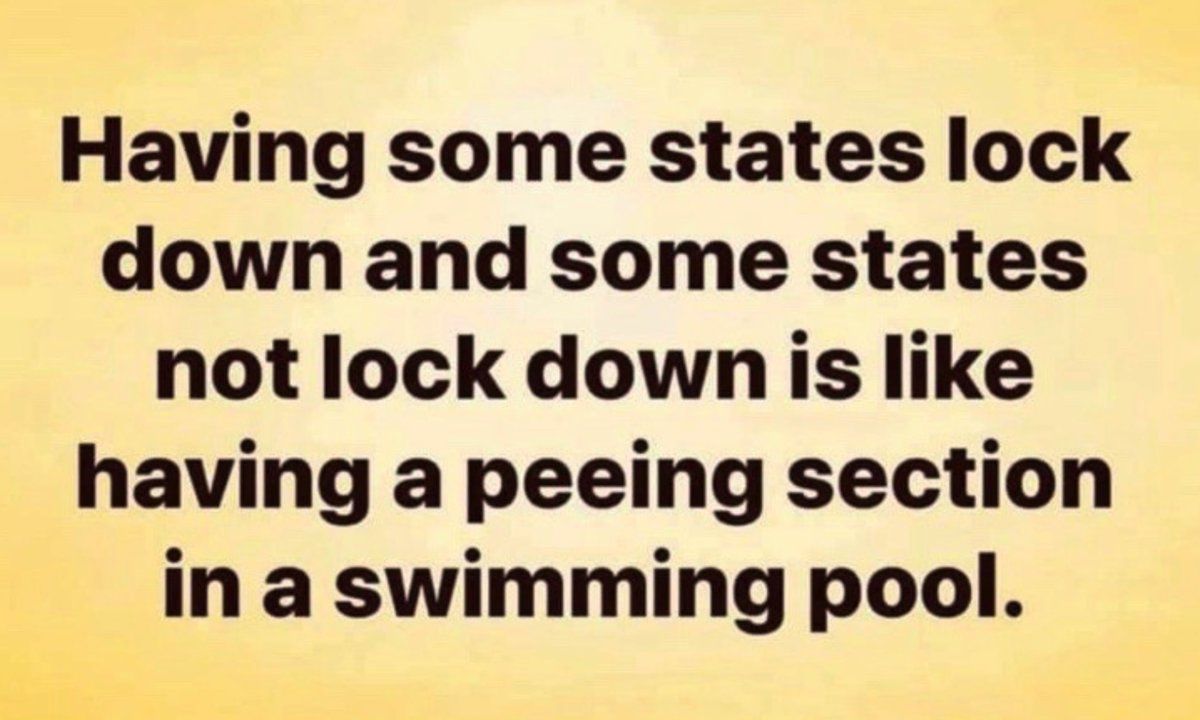 Having some states lock
down and some states
not lock down is like
having a peeing section
in a swimming pool.